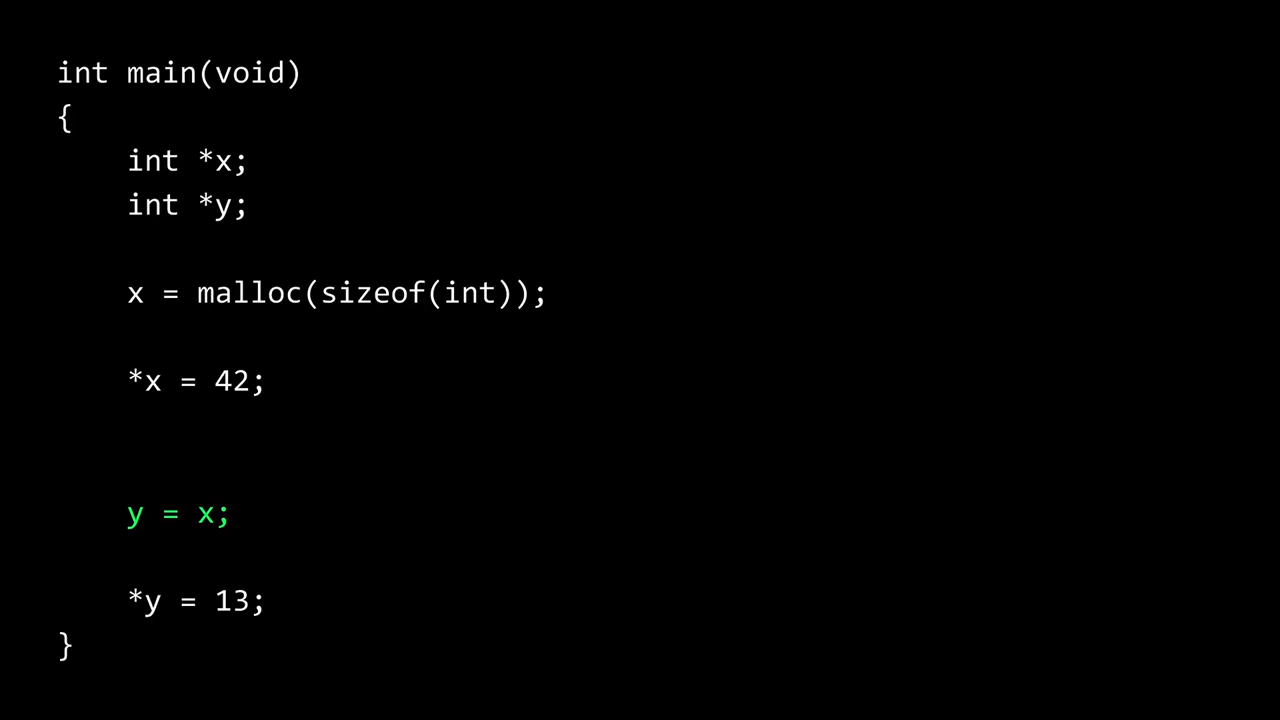 int main(void)
{
    int *x;
    int *y;
    x = malloc(sizeof(int));
    *x = 42;
    y = x;
    *y = 13;
}